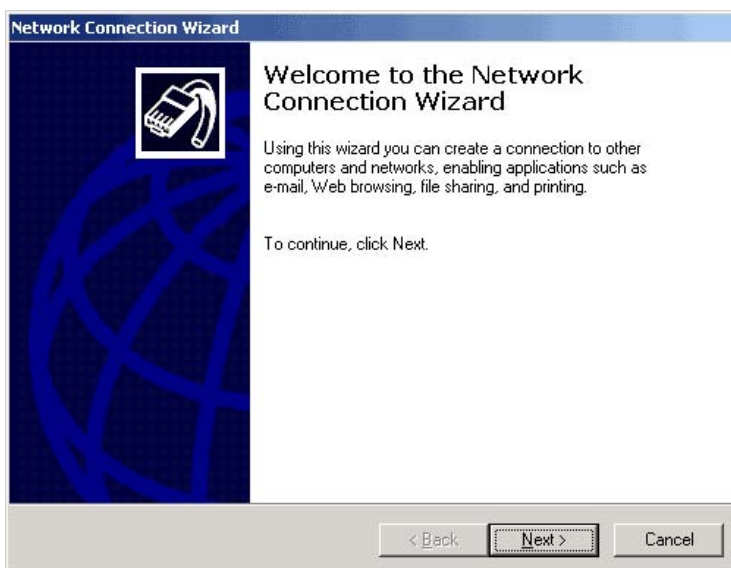 Network Connection Wizard
Welcome to the Network
Connection Wizard
Using this wizard you can create a connection to other
computers and networks, enabling applications such as
e-mail, Web browsing, file sharing, and printing.
To continue, click Next.
< Back
Next >
Cancel